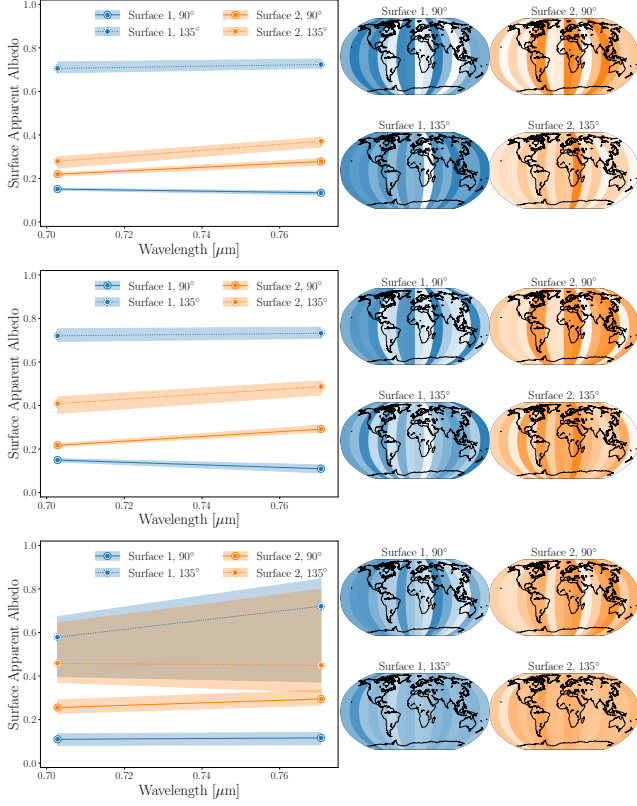 Surface 1, 90° Surface 2, 90°
Surface 1, 135° Surface 2, 135°
1.0
0.8
0.6
0.4
0.2
0.0
Surface Apparent Albedo
0.70 0.72 0.74 0.76
Wavelength [μm]
Surface 1, 90° Surface 2, 90°
Surface 1, 135° Surface 2, 135°
Surface 1, 90° Surface 2, 90°
Surface 1, 135° Surface 2, 135°
1.0
0.8
0.6
0.4
0.2
0.0
Surface Apparent Albedo
0.70 0.72 0.74 0.76
Wavelength [μm]
Surface 1, 90° Surface 2, 90°
Surface 1, 135° Surface 2, 135°
Surface 1, 90° Surface 2, 90°
Surface 1, 135° Surface 2, 135°
1.0
0.8
0.6
0.4
0.2
0.0
Surface Apparent Albedo
0.70 0.72 0.74 0.76
Wavelength [μm]
Surface 1, 90° Surface 2, 90°
Surface 1, 135° Surface 2, 135°